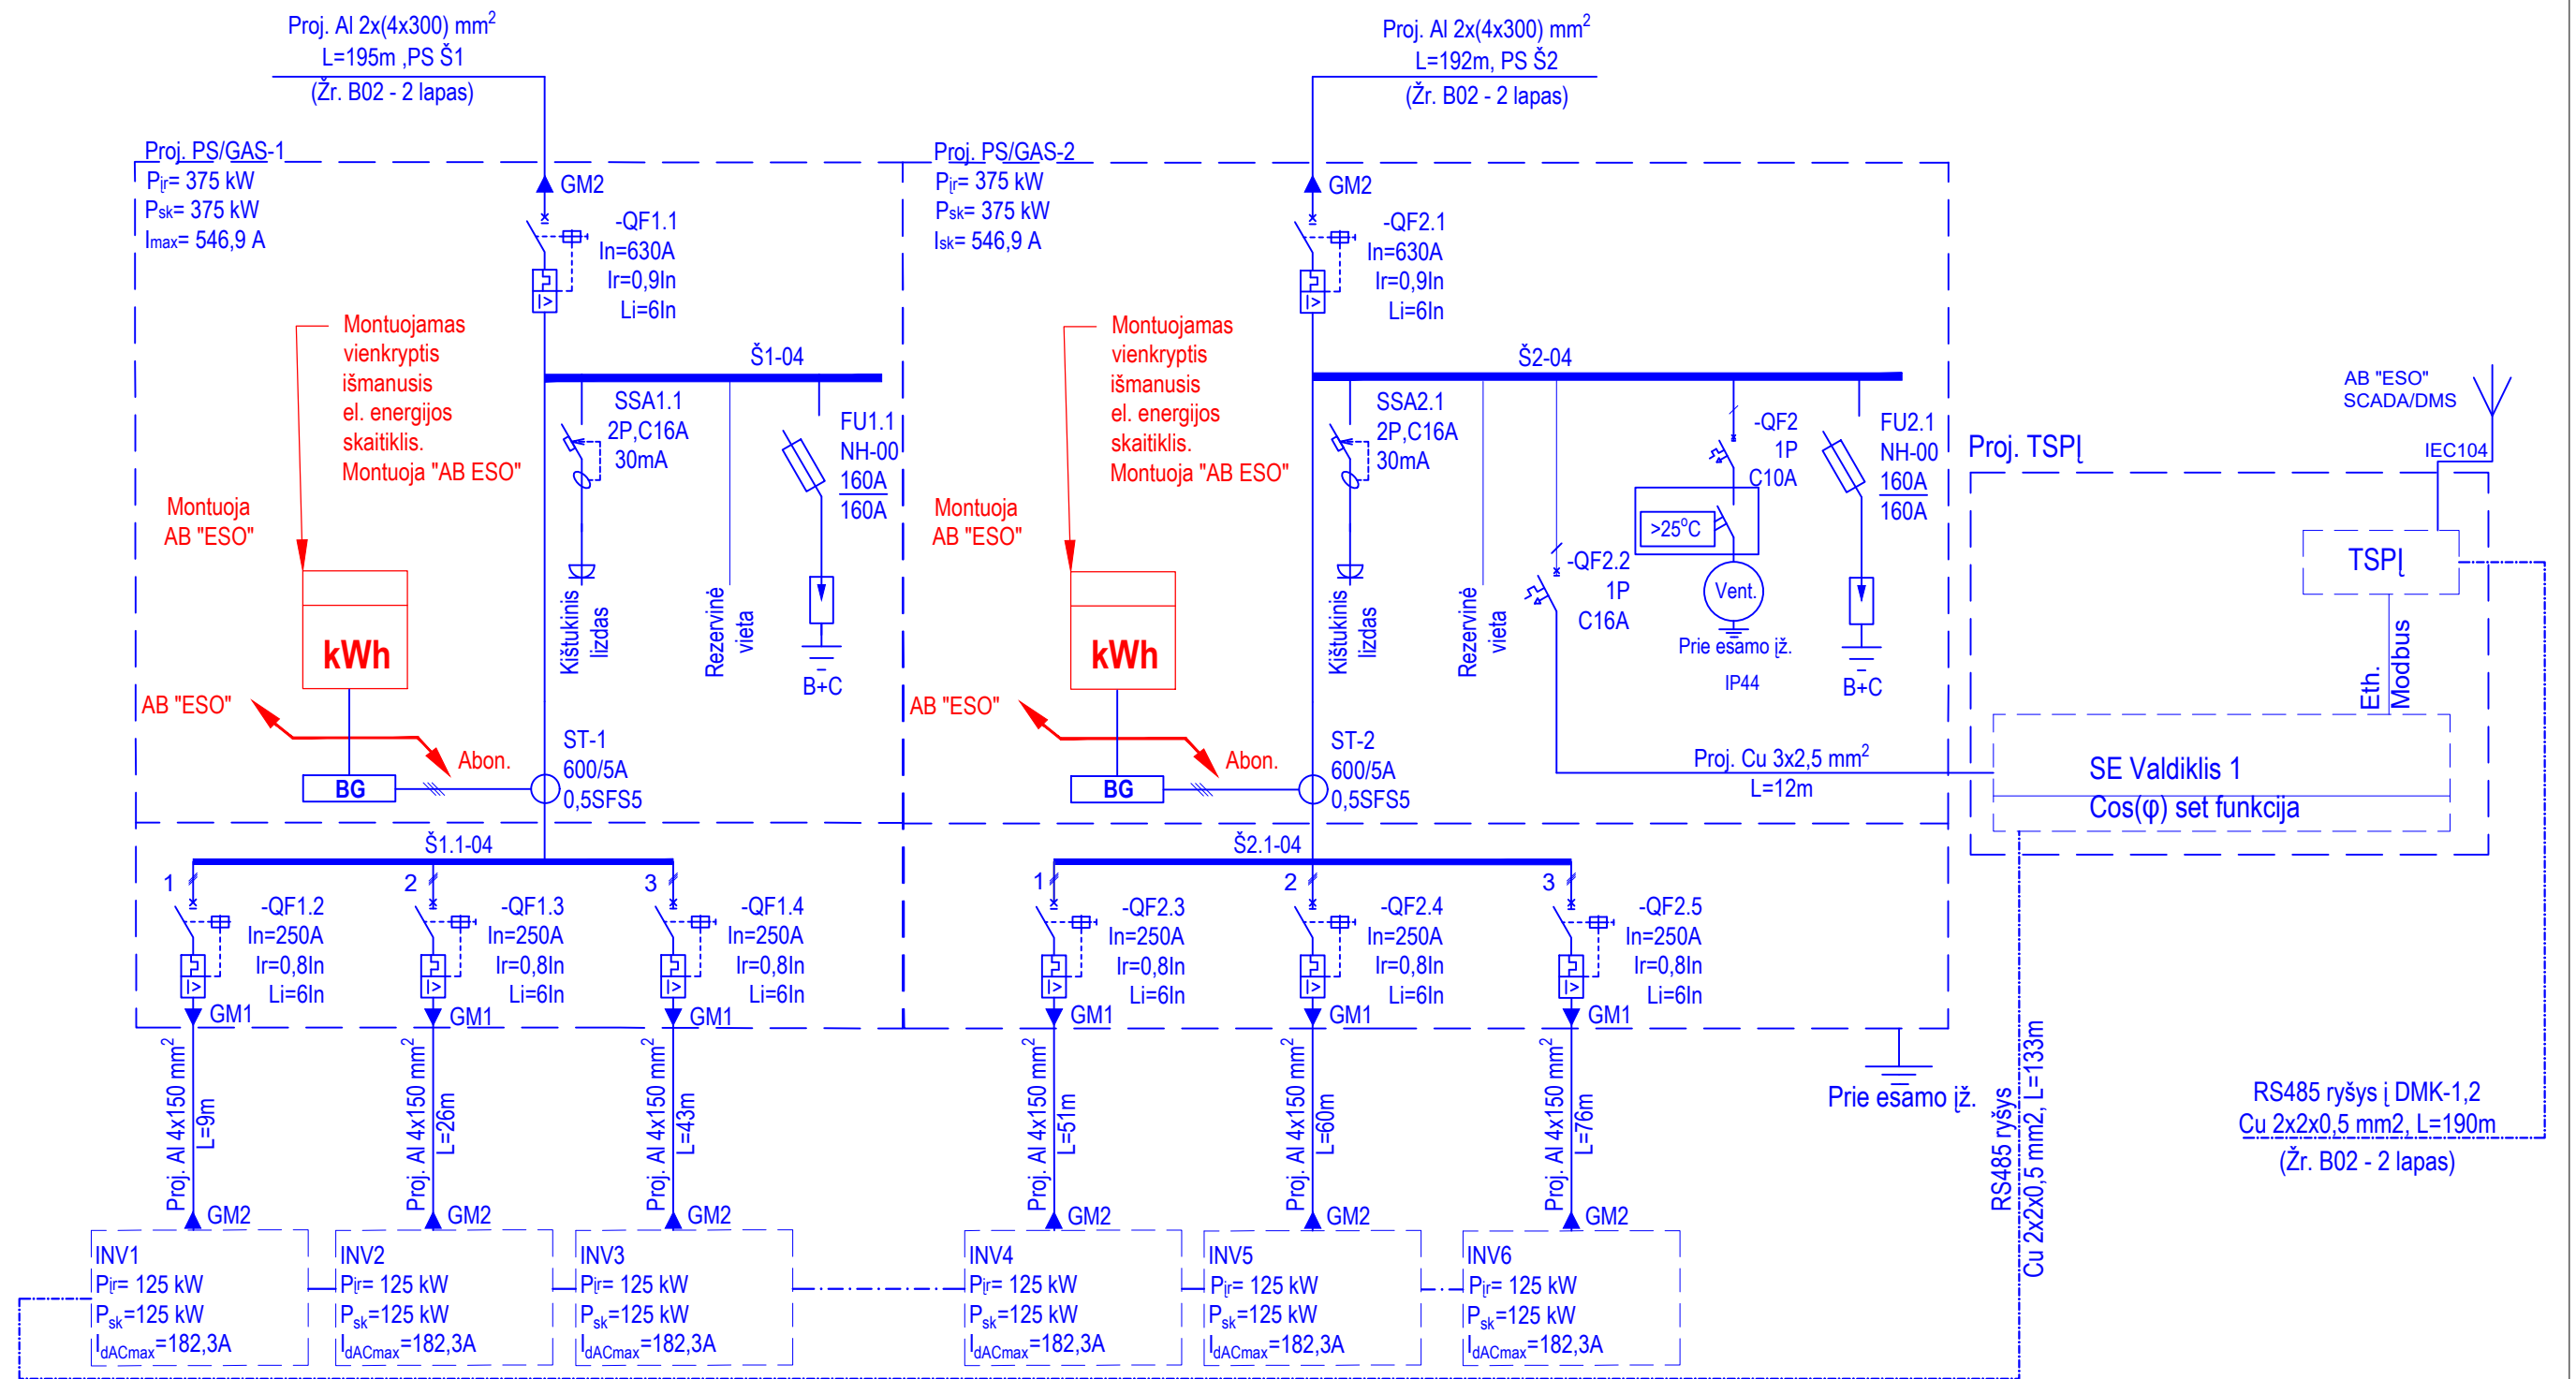 Proj. Al 2x(4x300) mm²
L=195m ,PS Š1
(Žr. B02 - 2 lapas)
Proj. Al 2x(4x300) mm²
L=192m, PS Š2
(Žr. B02 - 2 lapas)
Proj. PS/GAS-1
Pįr= 375 kW
Psk= 375 kW
Imax= 546,9 A
GM2
-QF1.1
In=630A
Ir=0,9In
Li=6In
Montuojamas
vienkryptis
išmanusis
el. energijos
skaitiklis.
Montuoja "AB ESO"
Montuoja
AB "ESO"
kWh
AB "ESO"
Abon.
BG
Š1-04
SSA1.1
2P,C16A
30mA
Kištukinis
lizdas
Rezervinė
vieta
FU1.1
NH-00
160A
160A
B+C
ST-1
600/5A
0,5SFS5
Proj. PS/GAS-2
Pįr= 375 kW
Psk= 375 kW
Isk= 546,9 A
GM2
-QF2.1
In=630A
Ir=0,9In
Li=6In
Montuojamas
vienkryptis
išmanusis
el. energijos
skaitiklis.
Montuoja "AB ESO"
Montuoja
AB "ESO"
kWh
AB "ESO"
Abon.
BG
Š2-04
SSA2.1
2P,C16A
30mA
Kištukinis
lizdas
Rezervinė
vieta
-QF2.2
1P
C16A
-QF2
1P
C10A
>25°C
Vent.
Prie esamo įž.
IP44
FU2.1
NH-00
160A
160A
B+C
ST-2
600/5A
0,5SFS5
Proj. Cu 3x2,5 mm²
L=12m
AB "ESO"
SCADA/DMS
IEC104
Proj. TSPĮ
TSPĮ
Eth.
Modbus
SE Valdiklis 1
Cos(φ) set funkcija
Š1.1-04
1
-QF1.2
In=250A
Ir=0,8In
Li=6In
GM1
2
-QF1.3
In=250A
Ir=0,8In
Li=6In
GM1
3
-QF1.4
In=250A
Ir=0,8In
Li=6In
GM1
Š2.1-04
1
-QF2.3
In=250A
Ir=0,8In
Li=6In
GM1
2
-QF2.4
In=250A
Ir=0,8In
Li=6In
GM1
3
-QF2.5
In=250A
Ir=0,8In
Li=6In
GM1
Proj. Al 4x150 mm²
L=9m
GM2
Proj. Al 4x150 mm²
L=26m
GM2
Proj. Al 4x150 mm²
L=43m
GM2
Proj. Al 4x150 mm²
L=51m
GM2
Proj. Al 4x150 mm²
L=60m
GM2
Proj. Al 4x150 mm²
L=76m
GM2
Prie esamo įž.
RS485 ryšys
Cu 2x2x0,5 mm2, L=133m
RS485 ryšys į DMK-1,2
Cu 2x2x0,5 mm2, L=190m
(Žr. B02 - 2 lapas)
INV1
Pįr= 125 kW
Psk=125 kW
IdACmax=182,3A
INV2
Pįr= 125 kW
Psk=125 kW
IdACmax=182,3A
INV3
Pįr= 125 kW
Psk=125 kW
IdACmax=182,3A
INV4
Pįr= 125 kW
Psk=125 kW
IdACmax=182,3A
INV5
Pįr= 125 kW
Psk=125 kW
IdACmax=182,3A
INV6
Pįr= 125 kW
Psk=125 kW
IdACmax=182,3A